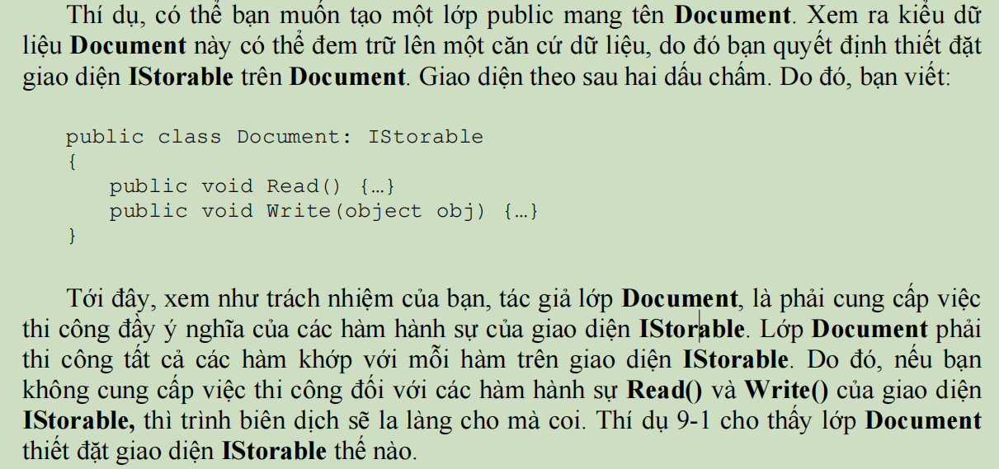 Thí dụ, có thể bạn muốn tạo một lớp public mang tên Document. Xem ra kiểu dữ
liệu Document này có thể đem trữ lên một căn cứ dữ liệu, do đó bạn quyết định thiết đặt
giao diện IStorable trên Document. Giao diện theo sau hai dấu chấm. Do đó, bạn viết:
public class Document: IStorable
{
public void Read() {…}
public void Write(object obj) {…}
}
Tới đây, xem như trách nhiệm của bạn, tác giả lớp Document, là phải cung cấp việc
thi công đầy ý nghĩa của các hàm hành sự của giao diện IStorable. Lớp Document phải
thi công tất cả các hàm khớp với mỗi hàm trên giao diện IStorable. Do đó, nếu bạn
không cung cấp việc thi công đối với các hàm hành sự Read() và Write() của giao diện
IStorable, thì trình biên dịch sẽ la làng cho mà coi. Thí dụ 9-1 cho thấy lớp Document
thiết đặt giao diện IStorable thế nào.